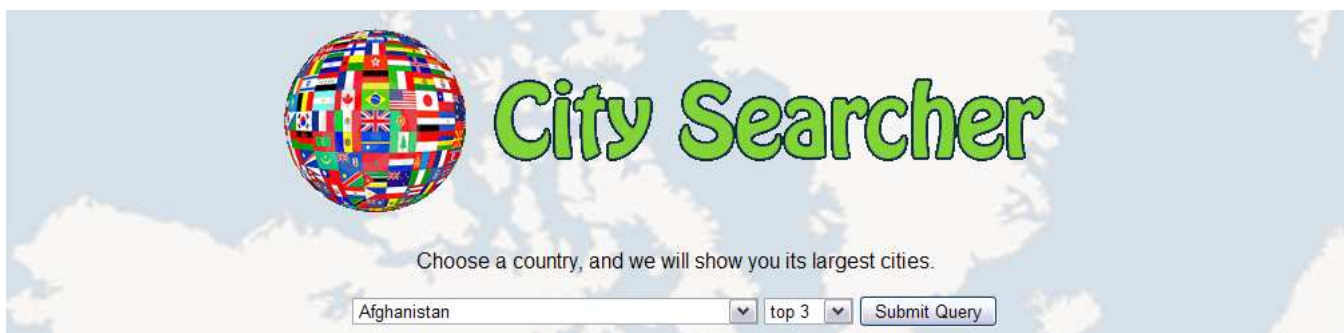 City Searcher
Choose a country, and we will show you its largest cities.
Afghanistan top 3 Submit Query